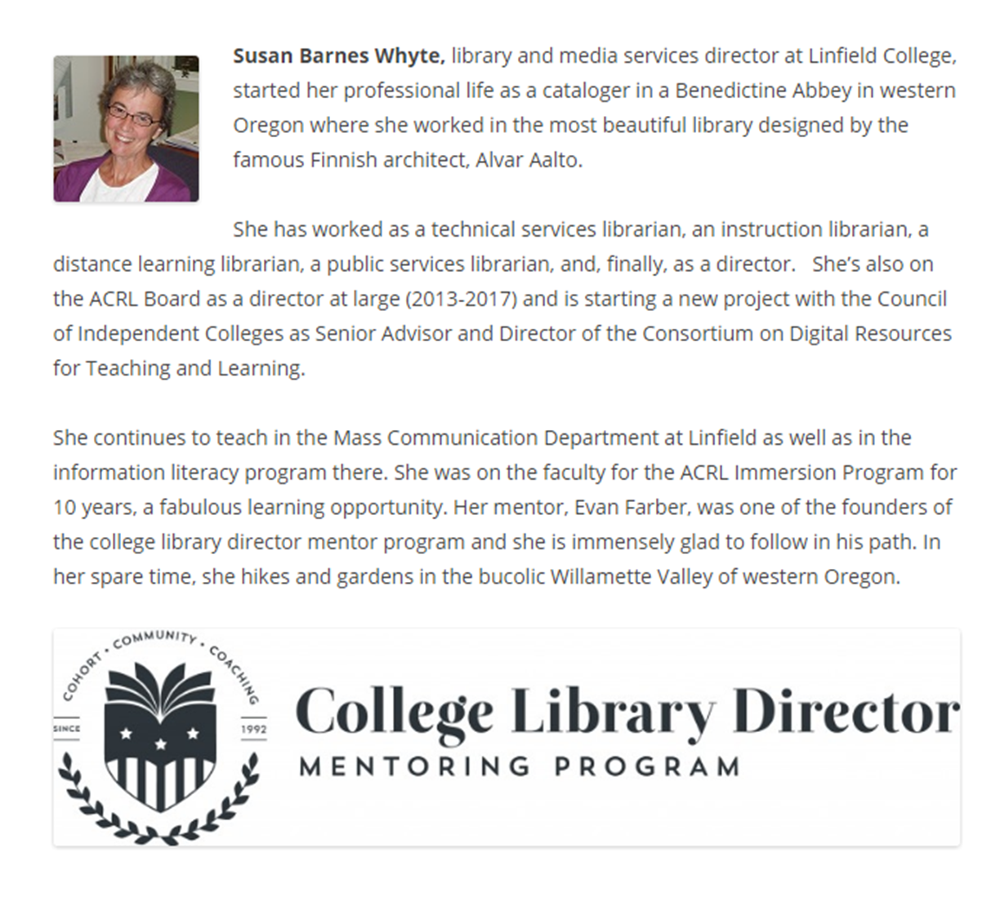 Susan Barnes Whyte, library and media services director at Linfield College,
started her professional life as a cataloger in a Benedictine Abbey in western
Oregon where she worked in the most beautiful library designed by the
famous Finnish architect, Alvar Aalto.
She has worked as a technical services librarian, an instruction librarian, a
distance learning librarian, a public services librarian, and, finally, as a director.   She’s also on
the ACRL Board as a director at large (2013-2017) and is starting a new project with the Council
of Independent Colleges as Senior Advisor and Director of the Consortium on Digital Resources
for Teaching and Learning.
She continues to teach in the Mass Communication Department at Linfield as well as in the
information literacy program there. She was on the faculty for the ACRL Immersion Program for
10 years, a fabulous learning opportunity. Her mentor, Evan Farber, was one of the founders of
the college library director mentor program and she is immensely glad to follow in his path. In
her spare time, she hikes and gardens in the bucolic Willamette Valley of western Oregon.
COHORT • COMMUNITY • COACHING
SINCE 1992
College Library Director
MENTORING PROGRAM